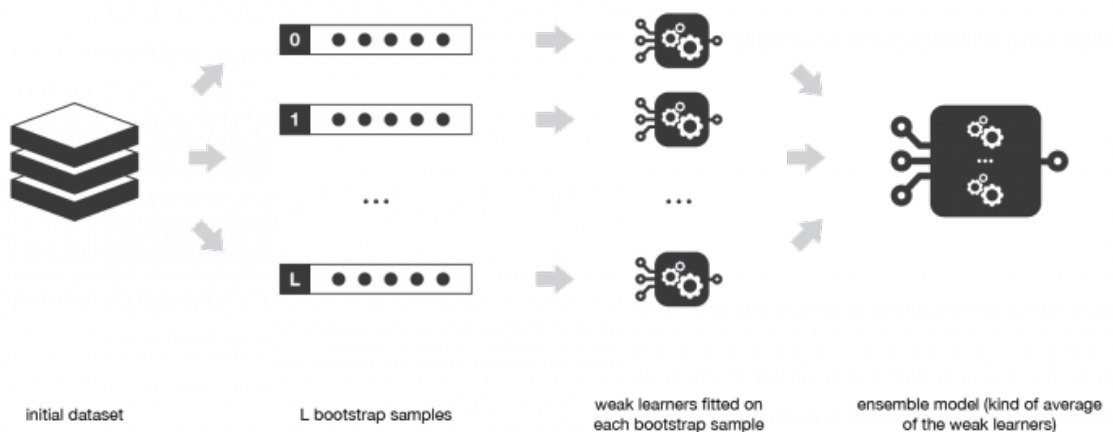 0
1
...
...
...
L
initial dataset
L bootstrap samples
weak learners fitted on
each bootstrap sample
ensemble model (kind of average
of the weak learners)